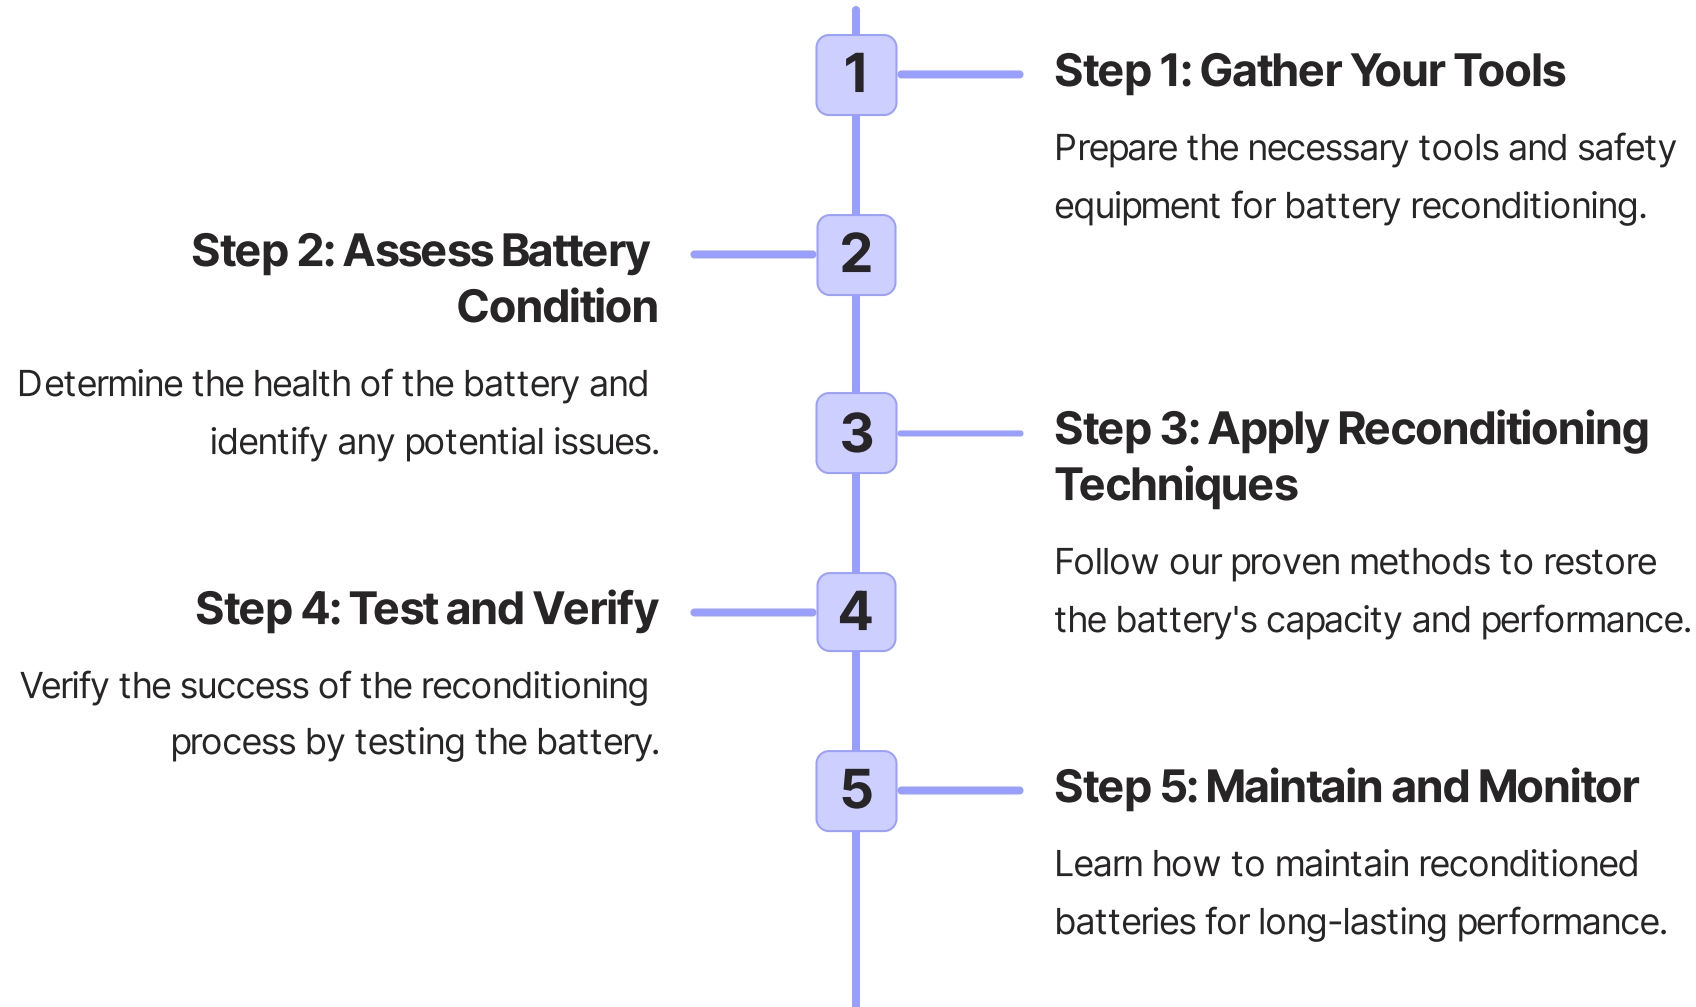 1
Step 1: Gather Your Tools
Prepare the necessary tools and safety
equipment for battery reconditioning.
2
Step 2: Assess Battery
Condition
Determine the health of the battery and
identify any potential issues.
3
Step 3: Apply Reconditioning
Techniques
Follow our proven methods to restore
the battery's capacity and performance.
4
Step 4: Test and Verify
Verify the success of the reconditioning
process by testing the battery.
5
Step 5: Maintain and Monitor
Learn how to maintain reconditioned
batteries for long-lasting performance.